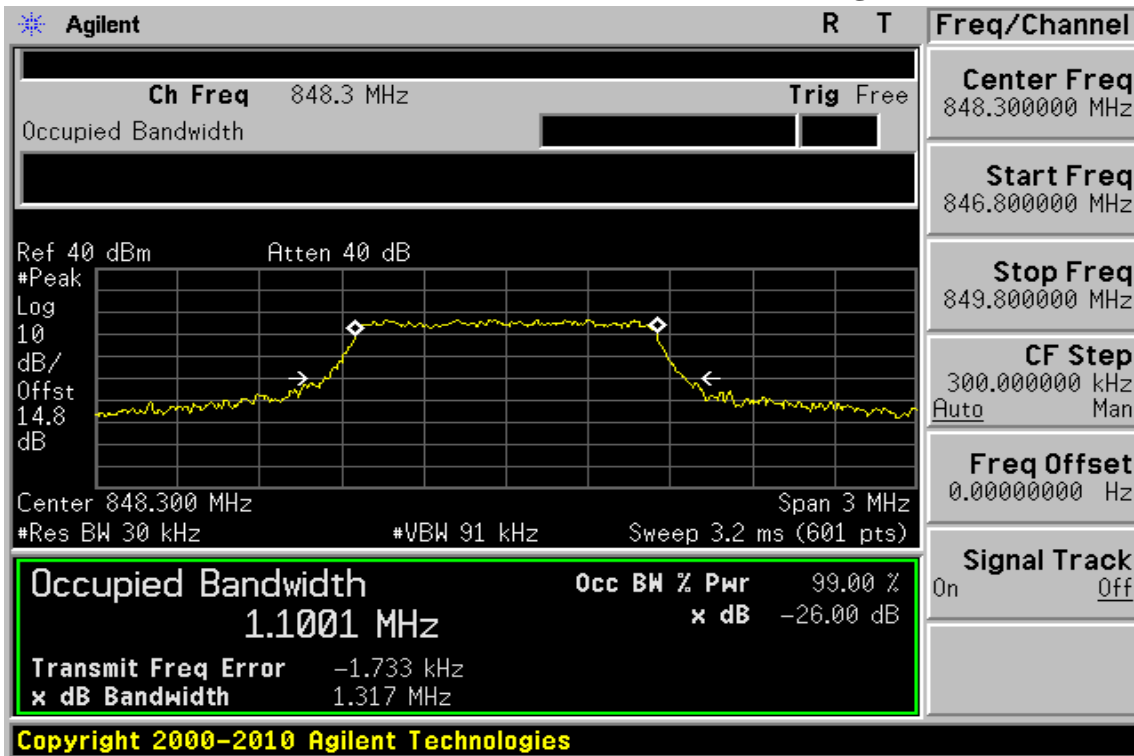 Agilent R T
Ch Freq 848.3 MHz Trig Free
Occupied Bandwidth
Ref 40 dBm Atten 40 dB
#Peak
Log
10
dB/
Offst
14.8
dB
Center 848.300 MHz Span 3 MHz
#Res BW 30 kHz #VBW 91 kHz Sweep 3.2 ms (601 pts)
Occupied Bandwidth Occ BW % Pwr 99.00 %
1.1001 MHz x dB -26.00 dB
Transmit Freq Error -1.733 kHz
x dB Bandwidth 1.317 MHz
Copyright 2000-2010 Agilent Technologies
Freq/Channel
Center Freq
848.300000 MHz
Start Freq
846.800000 MHz
Stop Freq
849.800000 MHz
CF Step
300.000000 kHz
Auto Man
Freq Offset
0.00000000 Hz
Signal Track
On Off